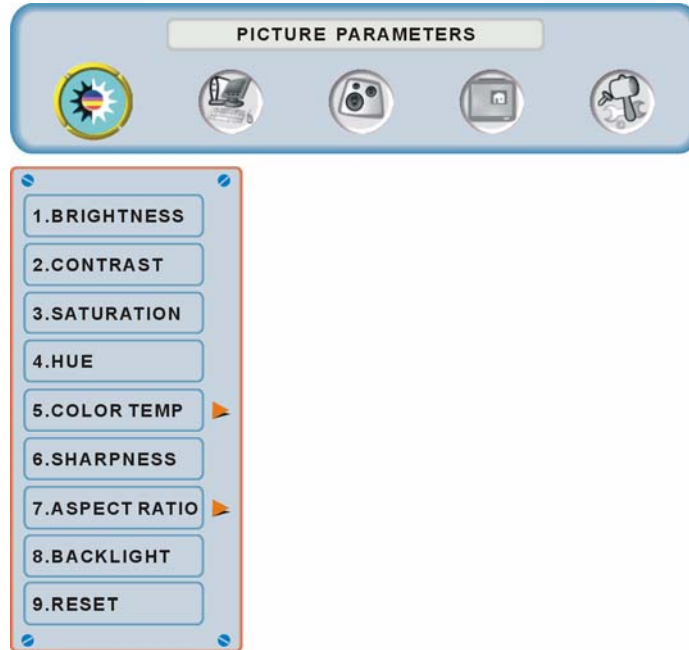 PICTURE PARAMETERS
1.BRIGHTNESS
2.CONTRAST
3.SATURATION
4.HUE
5.COLOR TEMP
6.SHARPNESS
7.ASPECT RATIO
8.BACKLIGHT
9.RESET